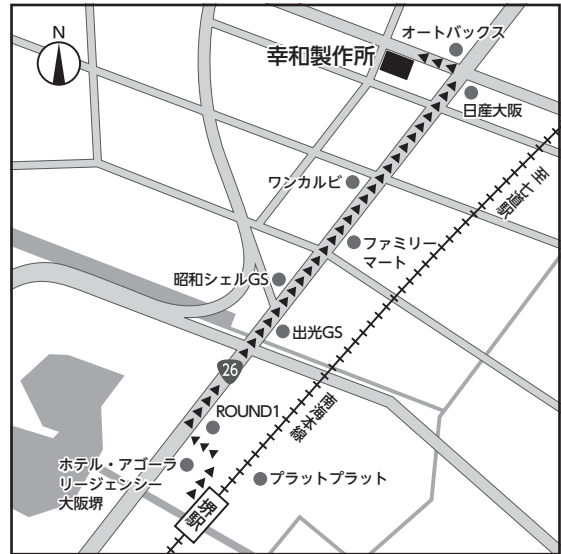 N
オートバックス
幸和製作所
日産大阪
至七道駅
ワンカルビ
ファミリー
マート
昭和シェルGS
出光GS
26
南海本線
ROUND1
ホテル・アゴーラ
リージェンシー
大阪堺
プラットプラット
堺駅